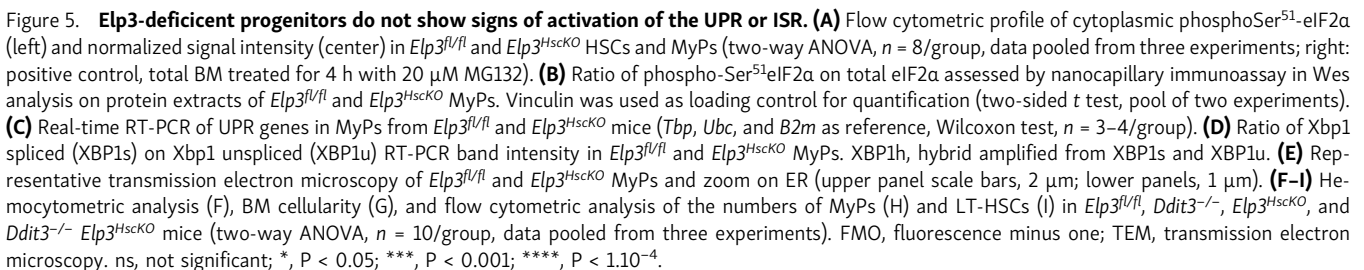 Figure 5. Elp3-deficicent progenitors do not show signs of activation of the UPR or ISR. (A) Flow cytometric profile of cytoplasmic phosphoSer⁵¹-eIF2α
(left) and normalized signal intensity (center) in Elp3ᶠˡ/ᶠˡ and Elp3ᴴˢᶜᴷᴼ HSCs and MyPs (two-way ANOVA, n = 8/group, data pooled from three experiments; right:
positive control, total BM treated for 4 h with 20 μM MG132). (B) Ratio of phospho-Ser⁵¹eIF2α on total eIF2α assessed by nanocapillary immunoassay in Wes
analysis on protein extracts of Elp3ᶠˡ/ᶠˡ and Elp3ᴴˢᶜᴷᴼ MyPs. Vinculin was used as loading control for quantification (two-sided t test, pool of two experiments).
(C) Real-time RT-PCR of UPR genes in MyPs from Elp3ᶠˡ/ᶠˡ and Elp3ᴴˢᶜᴷᴼ mice (Tbp, Ubc, and B2m as reference, Wilcoxon test, n = 3–4/group). (D) Ratio of Xbp1
spliced (XBP1s) on Xbp1 unspliced (XBP1u) RT-PCR band intensity in Elp3ᶠˡ/ᶠˡ and Elp3ᴴˢᶜᴷᴼ MyPs. XBP1h, hybrid amplified from XBP1s and XBP1u. (E) Rep-
resentative transmission electron microscopy of Elp3ᶠˡ/ᶠˡ and Elp3ᴴˢᶜᴷᴼ MyPs and zoom on ER (upper panel scale bars, 2 μm; lower panels, 1 μm). (F–I) He-
mocytometric analysis (F), BM cellularity (G), and flow cytometric analysis of the numbers of MyPs (H) and LT-HSCs (I) in Elp3ᶠˡ/ᶠˡ, Ddit3⁻/⁻, Elp3ᴴˢᶜᴷᴼ, and
Ddit3⁻/⁻ Elp3ᴴˢᶜᴷᴼ mice (two-way ANOVA, n = 10/group, data pooled from three experiments). FMO, fluorescence minus one; TEM, transmission electron
microscopy. ns, not significant; *, P < 0.05; ***, P < 0.001; ****, P < 1.10⁻⁴.